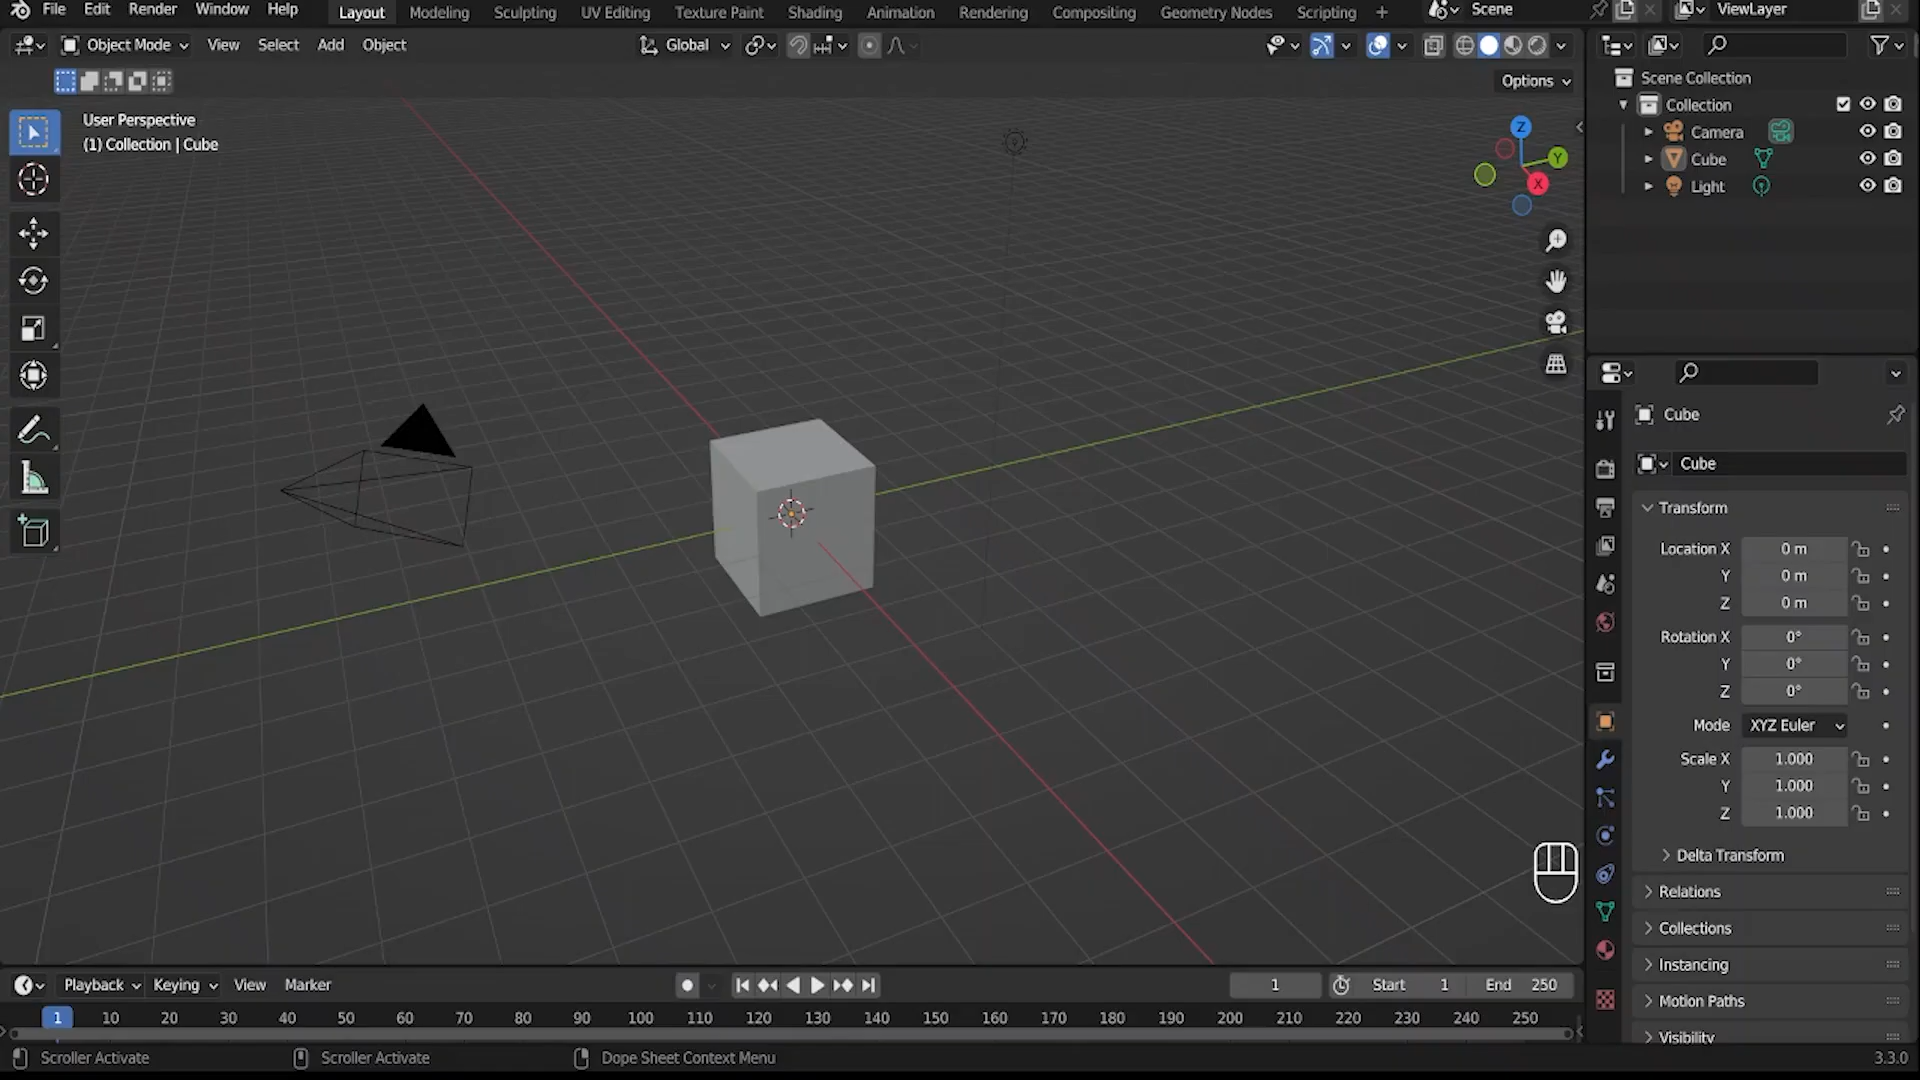 File Edit Render Window Help Layout Modeling Sculpting UV Editing Texture Paint Shading Animation Rendering Compositing Geometry Nodes Scripting + Scene ViewLayer
Object Mode View Select Add Object Global
Options
User Perspective
(1) Collection | Cube
Z
Y
X
Scene Collection
Collection
Camera
Cube
Light
Cube
Cube
Transform
Location X 0 m
Y 0 m
Z 0 m
Rotation X 0°
Y 0°
Z 0°
Mode XYZ Euler
Scale X 1.000
Y 1.000
Z 1.000
Delta Transform
Relations
Collections
Instancing
Motion Paths
Visibility
Playback Keying View Marker 1 Start 1 End 250
1 10 20 30 40 50 60 70 80 90 100 110 120 130 140 150 160 170 180 190 200 210 220 230 240 250
Scroller Activate Scroller Activate Dope Sheet Context Menu 3.3.0